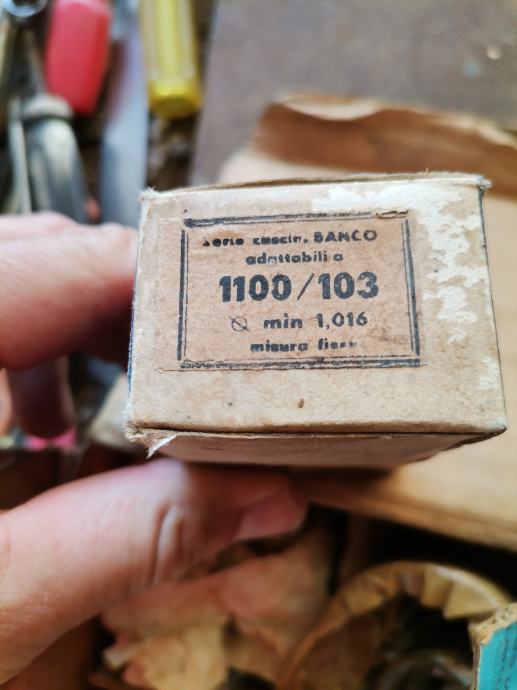 Serie cuscin. BANCO
adattabili a
1100/103
Ø min 1,016
misura